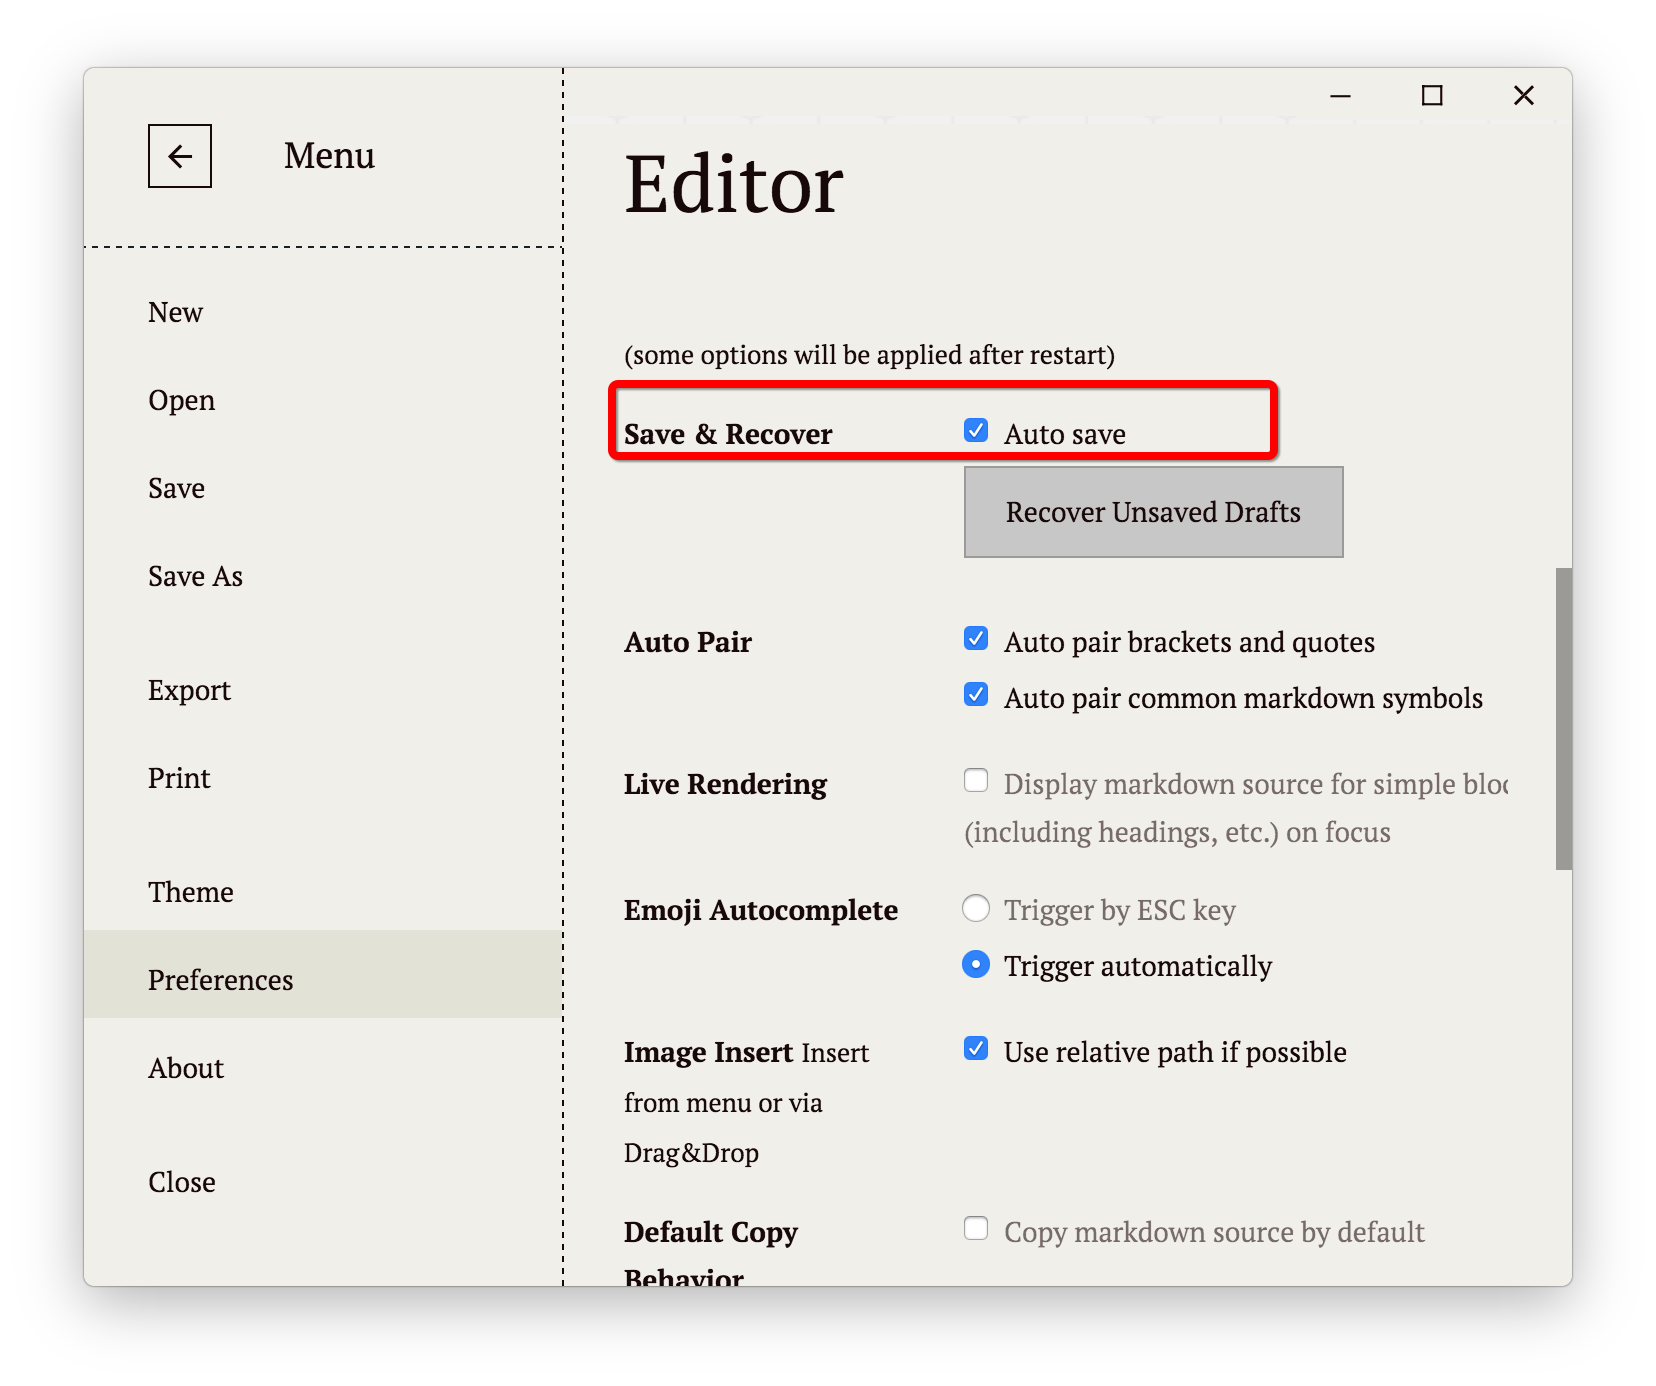 Menu
New
Open
Save
Save As
Export
Print
Theme
Preferences
About
Close
Editor
(some options will be applied after restart)
Save & Recover
Auto save
Recover Unsaved Drafts
Auto Pair
Auto pair brackets and quotes
Auto pair common markdown symbols
Live Rendering
Display markdown source for simple
(including headings, etc.) on focus
Emoji Autocomplete
Trigger by ESC key
Trigger automatically
Image Insert Insert
from menu or via
Drag&Drop
Use relative path if possible
Default Copy
Behavior
Copy markdown source by default